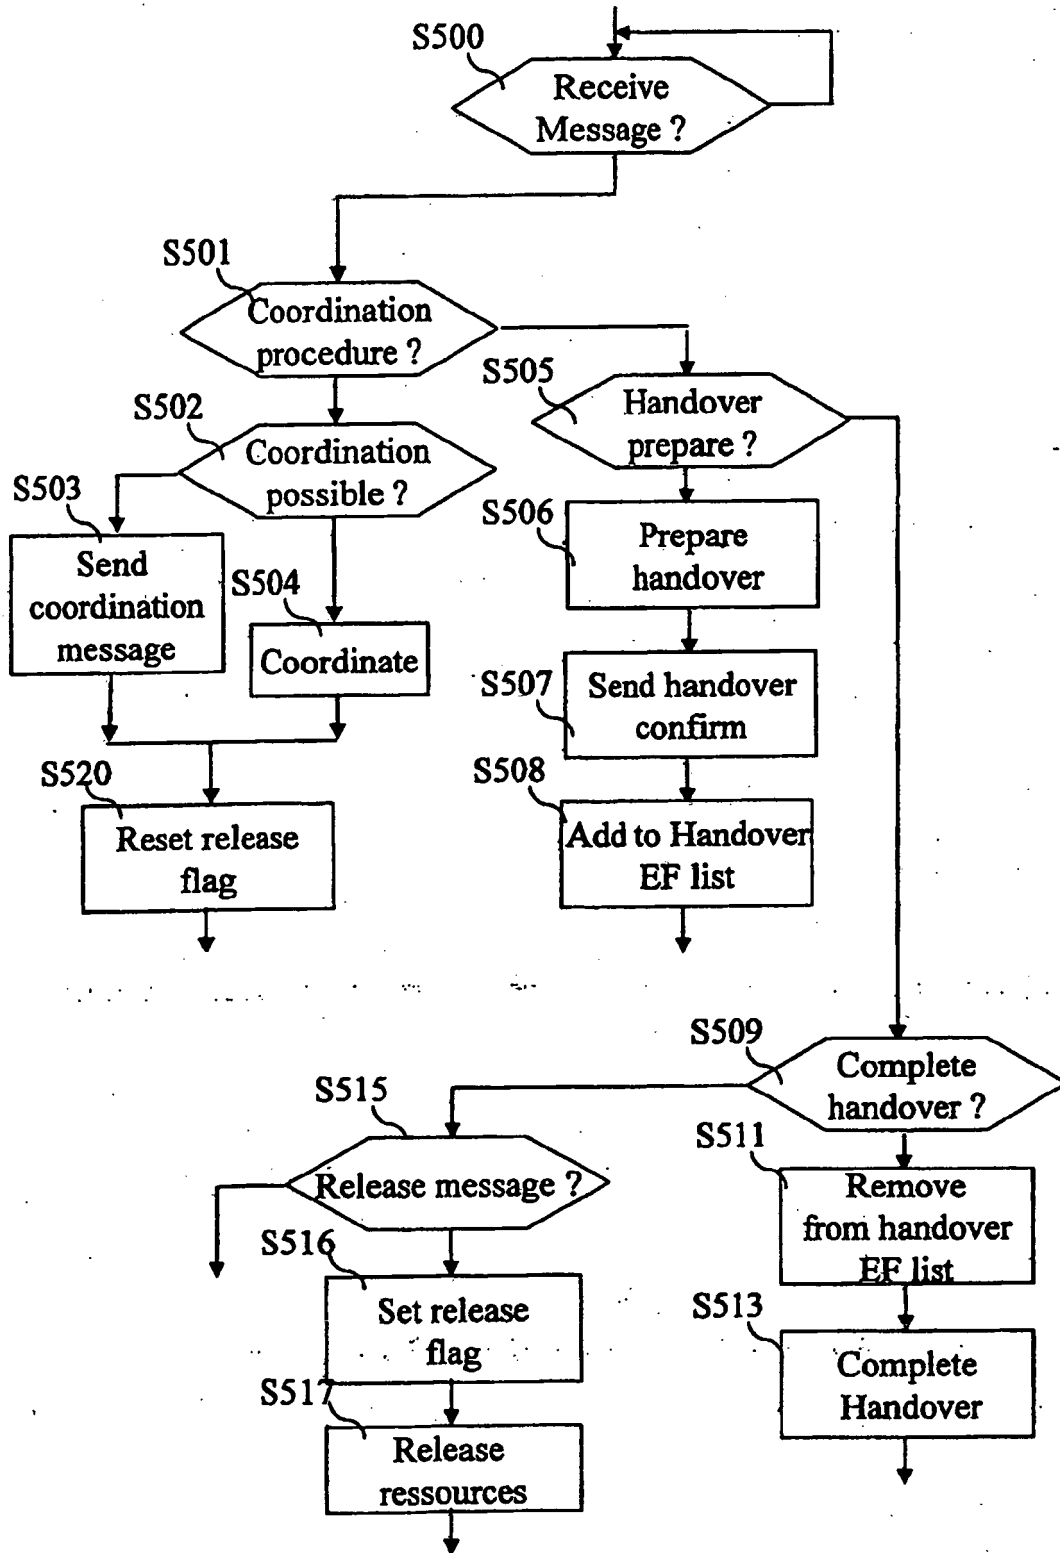 S500
Receive
Message ?
S501
Coordination
procedure ?
S502
Coordination
possible ?
S503
Send
coordination
message
S504
Coordinate
S520
Reset release
flag
S505
Handover
prepare ?
S506
Prepare
handover
S507
Send handover
confirm
S508
Add to Handover
EF list
S509
Complete
handover ?
S511
Remove
from handover
EF list
S513
Complete
Handover
S515
Release message ?
S516
Set release
flag
S517
Release
ressources